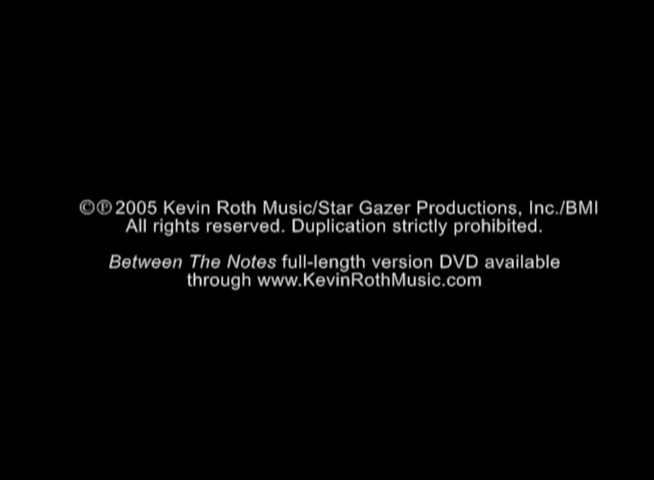 ©℗2005 Kevin Roth Music/Star Gazer Productions, Inc./BMI
All rights reserved. Duplication strictly prohibited.
Between The Notes full-length version DVD available
through www.KevinRothMusic.com